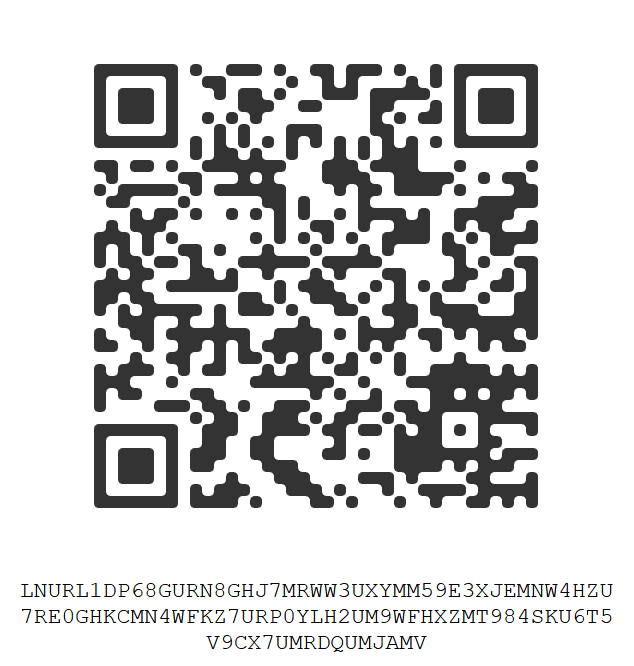 LNURL1DP68GURN8GHJ7MRWW3UXYMM59E3XJEMNW4HZU
7RE0GHKCMN4WFKZ7URP0YLH2UM9WFHXZMT984SKU6T5
V9CX7UMRDQUMJAMV